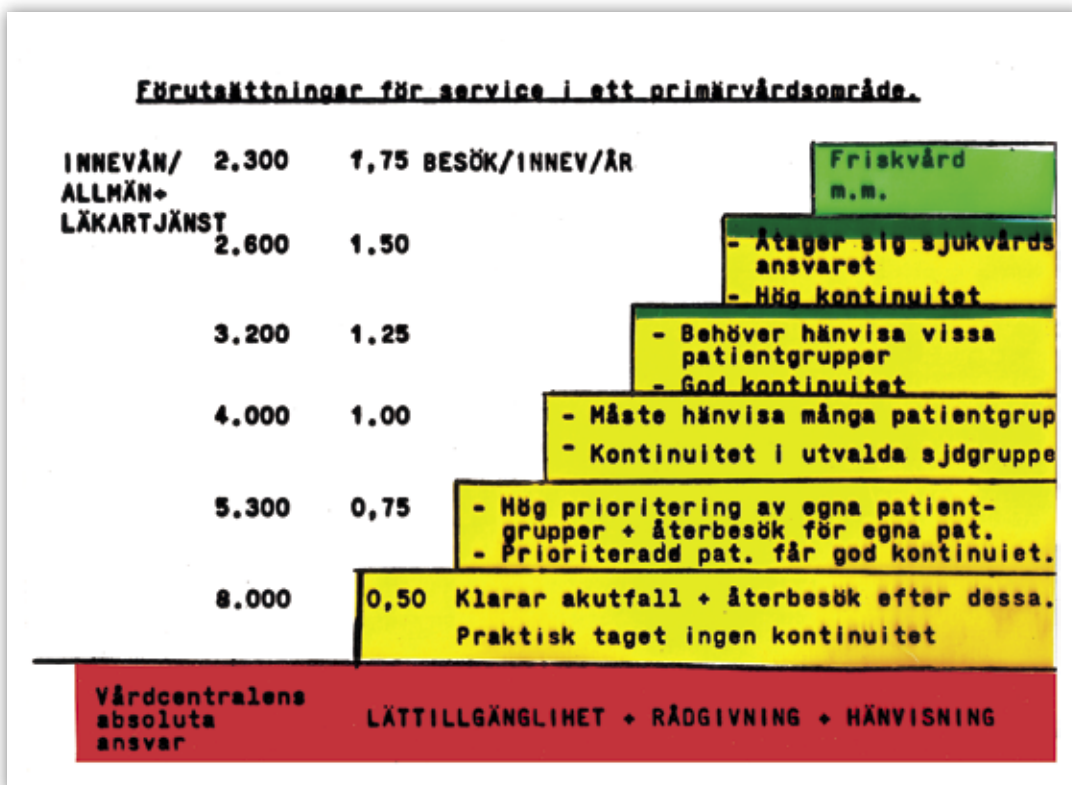 Förutsättningar för service i ett primärvårdsområde.
INNEVÅN/ 2.300 1,75 BESÖK/INNEV/ÅR
ALLMÄN+
LÄKARTJÄNST
Friskvård
m.m.
2.600 1.50
- Åtager sig sjukvårds
ansvaret
- Hög kontinuitet
3.200 1.25
- Behöver hänvisa vissa
patientgrupper
- God kontinuitet
4.000 1.00
- Måste hänvisa många patientgrup
- Kontinuitet i utvalda sjdgruppe
5.300 0,75
- Hög prioritering av egna patient-
grupper + återbesök för egna pat.
- Prioriteradd pat. får god kontinuiet.
8.000 0,50 Klarar akutfall + återbesök efter dessa.
Praktisk taget ingen kontinuitet
Vårdcentralens
absoluta
ansvar
LÄTTILLGÄNGLIHET + RÅDGIVNING + HÄNVISNING